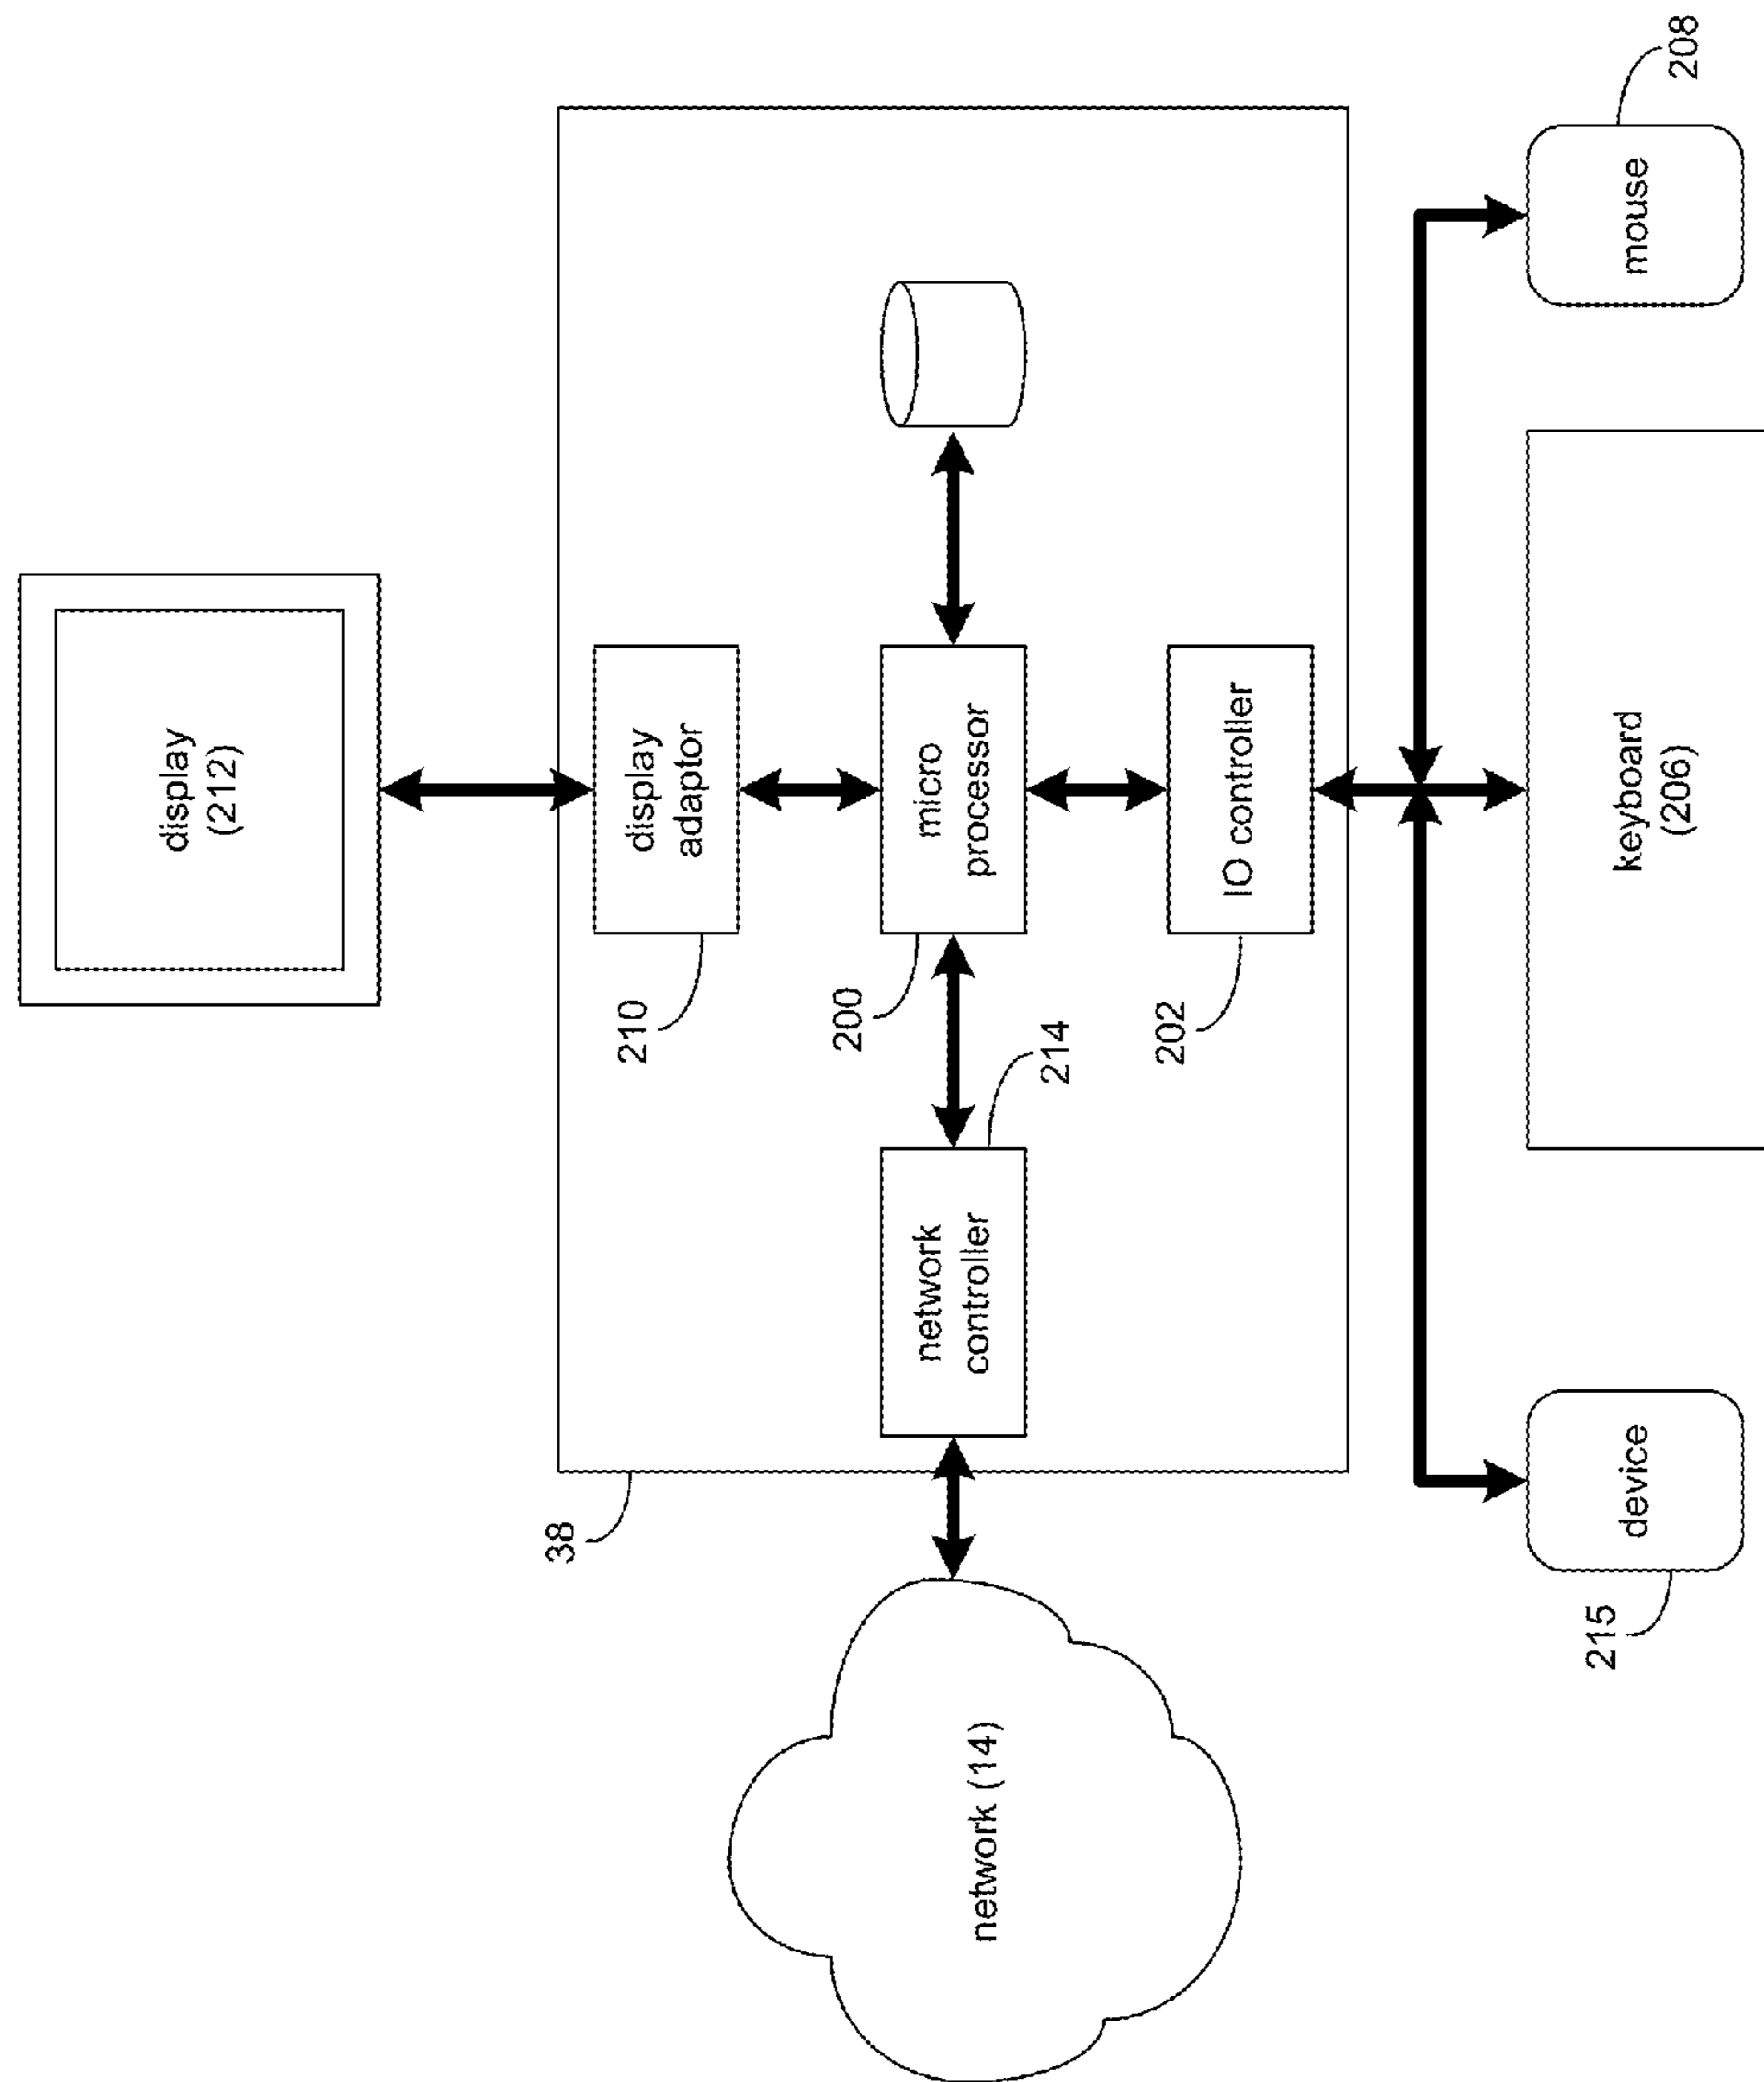 display
(212)
display
adaptor
210
micro
processor
200
network
controller
214
IO controller
202
38
network (14)
device
215
keyboard
(206)
mouse
208